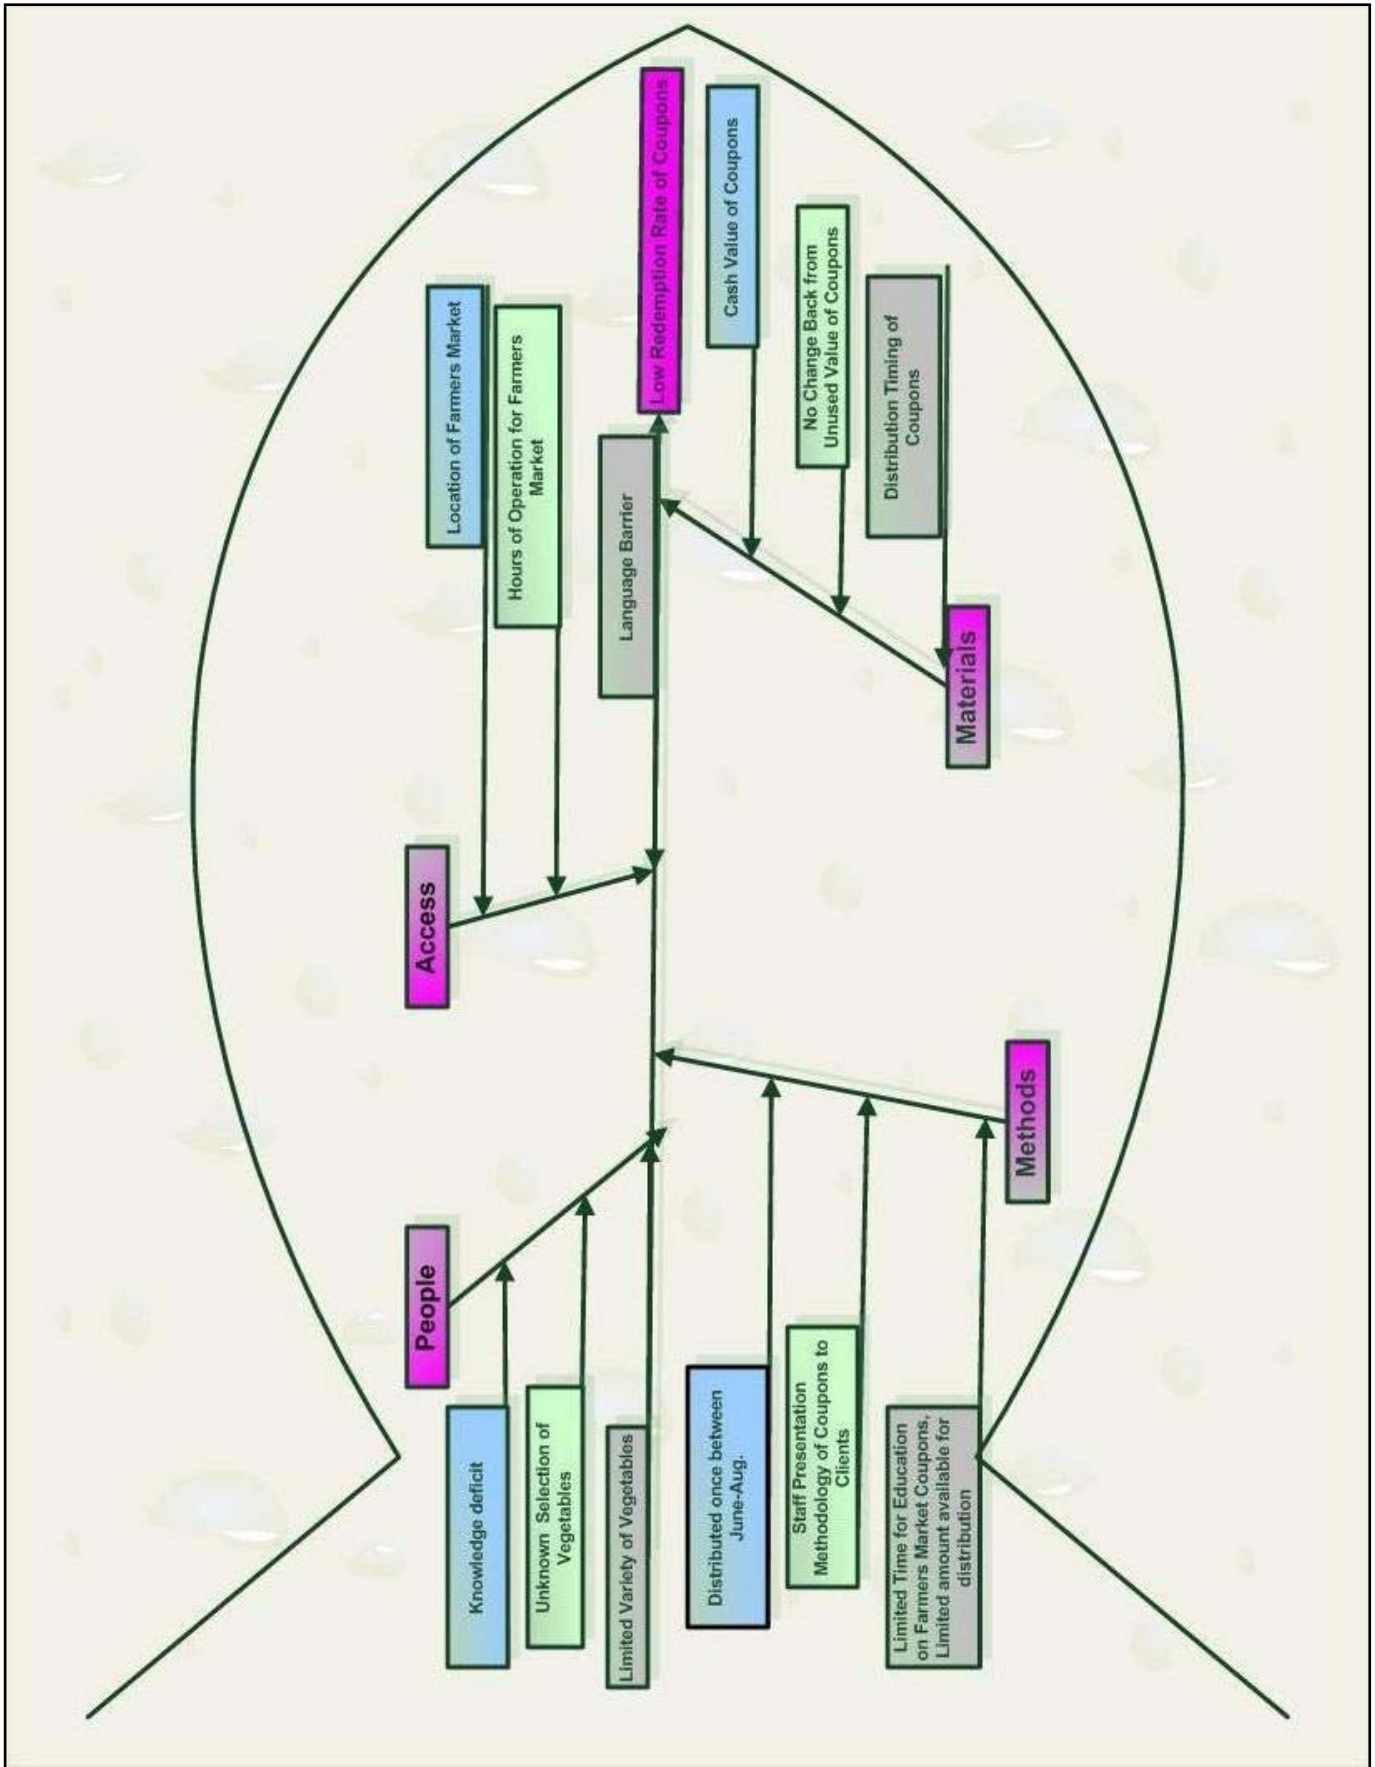 People
Knowledge deficit
Unknown Selection of
Vegetables
Limited Variety of Vegetables
Access
Location of Farmers Market
Hours of Operation for Farmers
Market
Language Barrier
Low Redemption Rate of Coupons
Distributed once between
June-Aug.
Staff Presentation
Methodology of Coupons to
Clients
Limited Time for Education
on Farmers Market Coupons,
Limited amount available for
distribution
Methods
Cash Value of Coupons
No Change Back from
Unused Value of Coupons
Distribution Timing of
Coupons
Materials